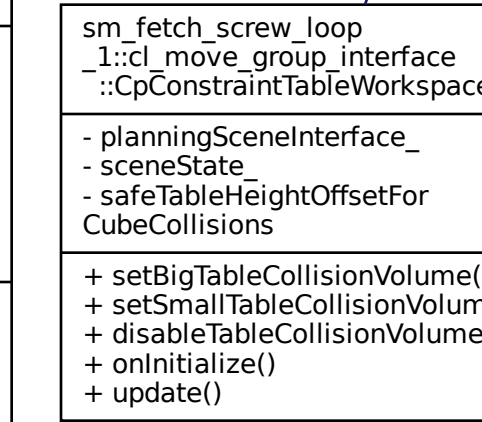 sm_fetch_screw_loop
_1::cl_move_group_interface
::CpConstraintTableWorkspace
- planningSceneInterface_
- sceneState_
- safeTableHeightOffsetFor
CubeCollisions
+ setBigTableCollisionVolume(
+ setSmallTableCollisionVolum
+ disableTableCollisionVolume
+ onInitialize()
+ update()